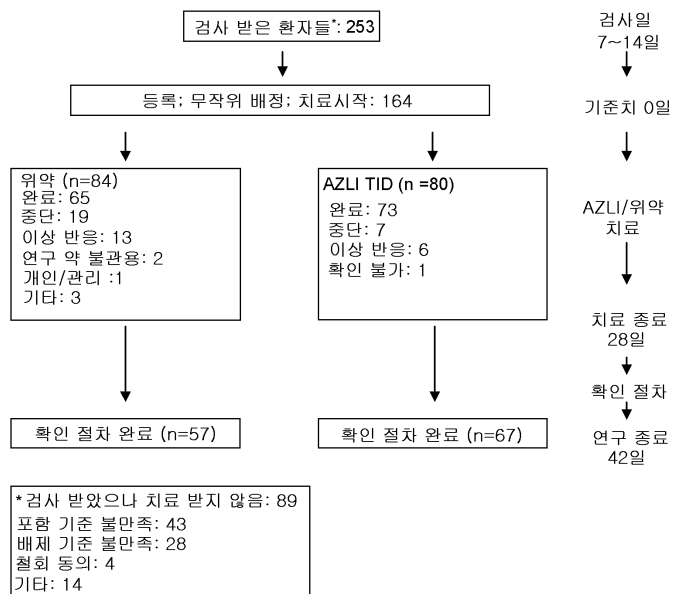 검사 받은 환자들*: 253
검사일
7~14일
등록; 무작위 배정; 치료시작: 164
기준치 0일
위약 (n=84)
완료: 65
중단: 19
이상 반응: 13
연구 약 불관용: 2
개인/관리 :1
기타: 3
AZLI TID (n =80)
완료: 73
중단: 7
이상 반응: 6
확인 불가: 1
AZLI/위약
치료
치료 종료
28일
확인 절차
확인 절차 완료 (n=57)
확인 절차 완료 (n=67)
연구 종료
42일
*검사 받았으나 치료 받지 않음: 89
포함 기준 불만족: 43
배제 기준 불만족: 28
철회 동의: 4
기타: 14